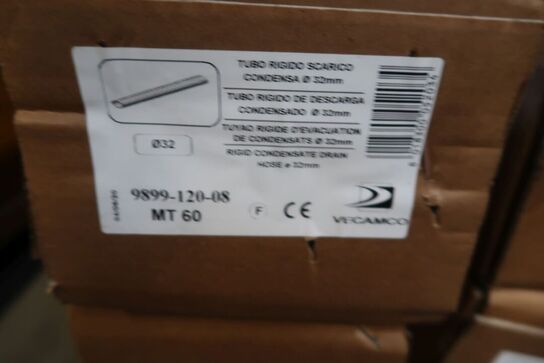 TUBO RIGIDO SCARICO
CONDENSA Ø 32mm
TUBO RIGIDO DE DESCARGA
CONDENSADO Ø 32mm
TUYAO RIGIDE D'EVACUATION
DE CONDENSATS Ø 32mm
RIGID CONDENSATE DRAIN
HOSE ø 32mm
Ø32
9899-120-08
MT 60
F
CE
VECAMCO